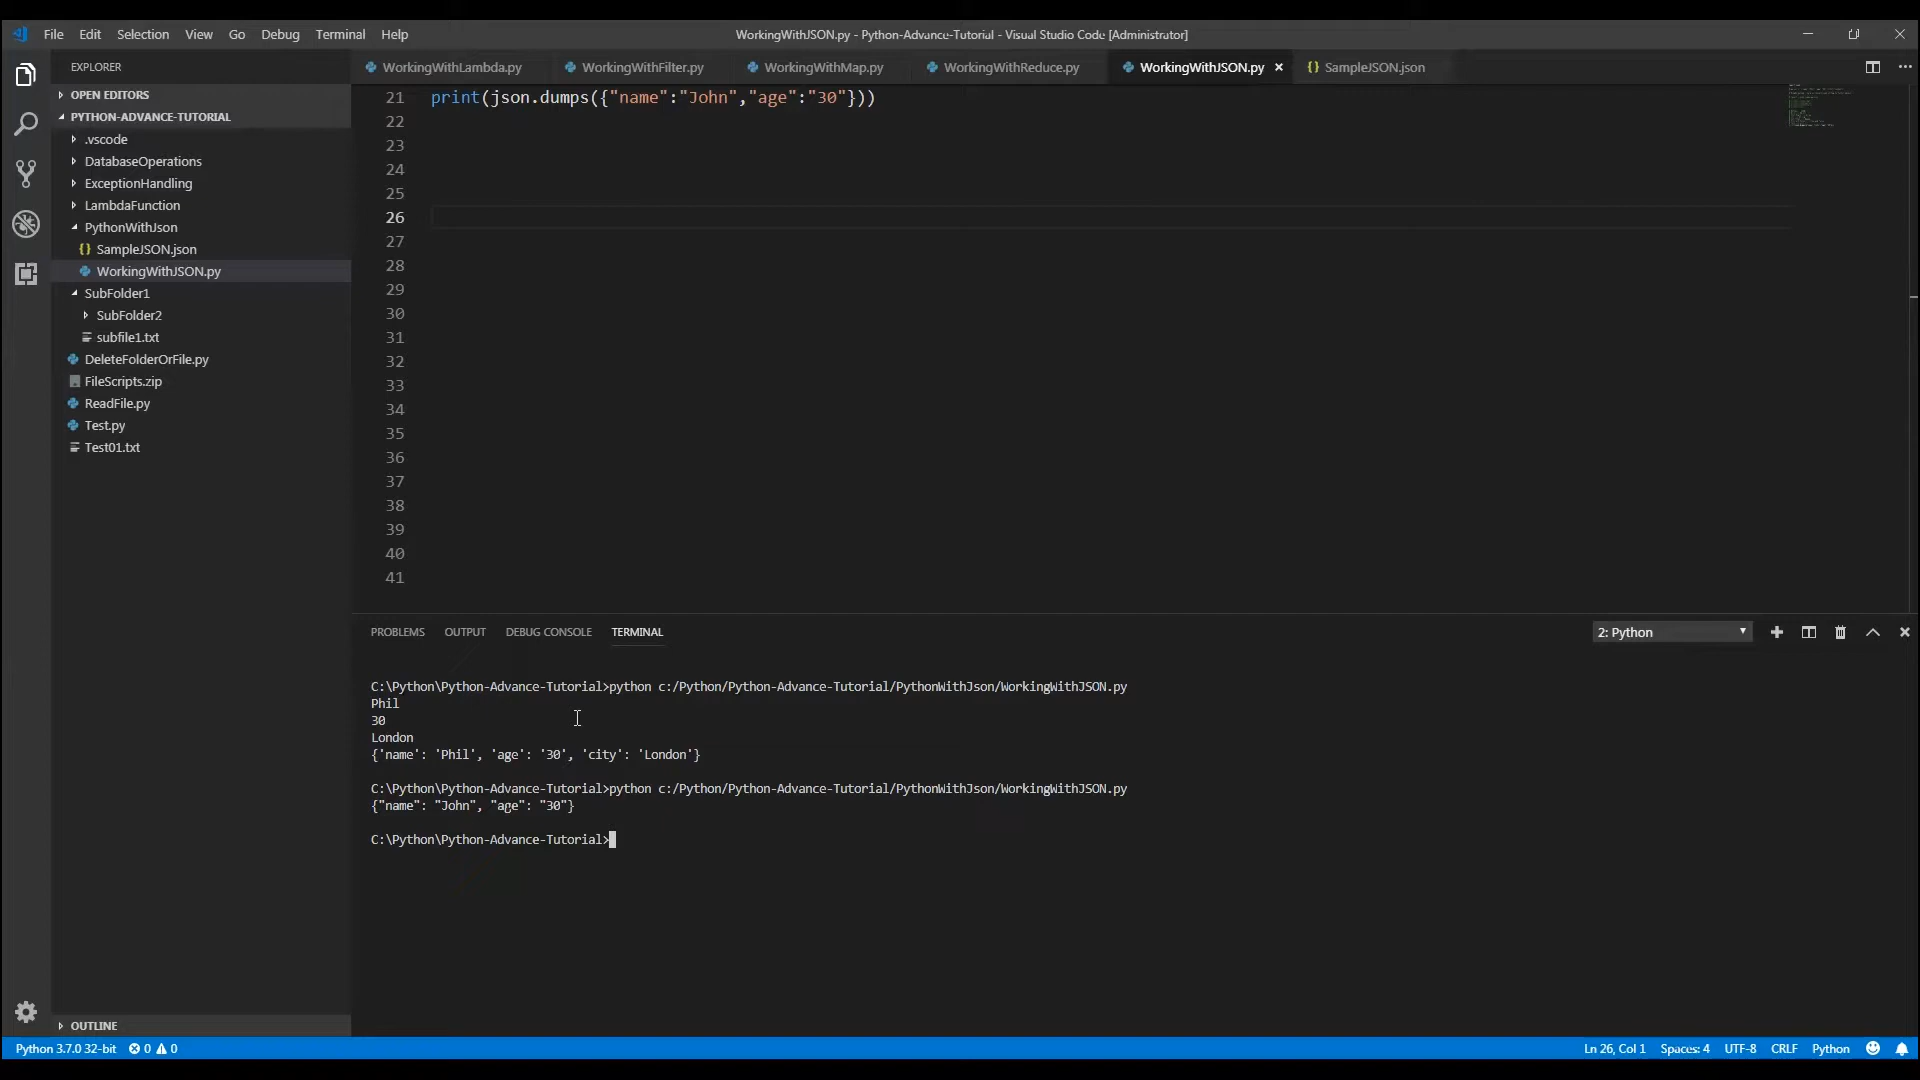 File Edit Selection View Go Debug Terminal Help
WorkingWithJSON.py - Python-Advance-Tutorial - Visual Studio Code [Administrator]
EXPLORER
OPEN EDITORS
PYTHON-ADVANCE-TUTORIAL
.vscode
DatabaseOperations
ExceptionHandling
LambdaFunction
PythonWithJson
SampleJSON.json
WorkingWithJSON.py
SubFolder1
SubFolder2
subfile1.txt
DeleteFolderOrFile.py
FileScripts.zip
ReadFile.py
Test.py
Test01.txt
OUTLINE
WorkingWithLambda.py WorkingWithFilter.py WorkingWithMap.py WorkingWithReduce.py WorkingWithJSON.py SampleJSON.json
21 print(json.dumps({"name":"John","age":"30"}))
22
23
24
25
26
27
28
29
30
31
32
33
34
35
36
37
38
39
40
41
PROBLEMS OUTPUT DEBUG CONSOLE TERMINAL 2: Python
C:\Python\Python-Advance-Tutorial>python c:/Python/Python-Advance-Tutorial/PythonWithJson/WorkingWithJSON.py
Phil
30
London
{'name': 'Phil', 'age': '30', 'city': 'London'}
C:\Python\Python-Advance-Tutorial>python c:/Python/Python-Advance-Tutorial/PythonWithJson/WorkingWithJSON.py
{"name": "John", "age": "30"}
C:\Python\Python-Advance-Tutorial>
Python 3.7.0 32-bit 0 0 Ln 26, Col 1 Spaces: 4 UTF-8 CRLF Python